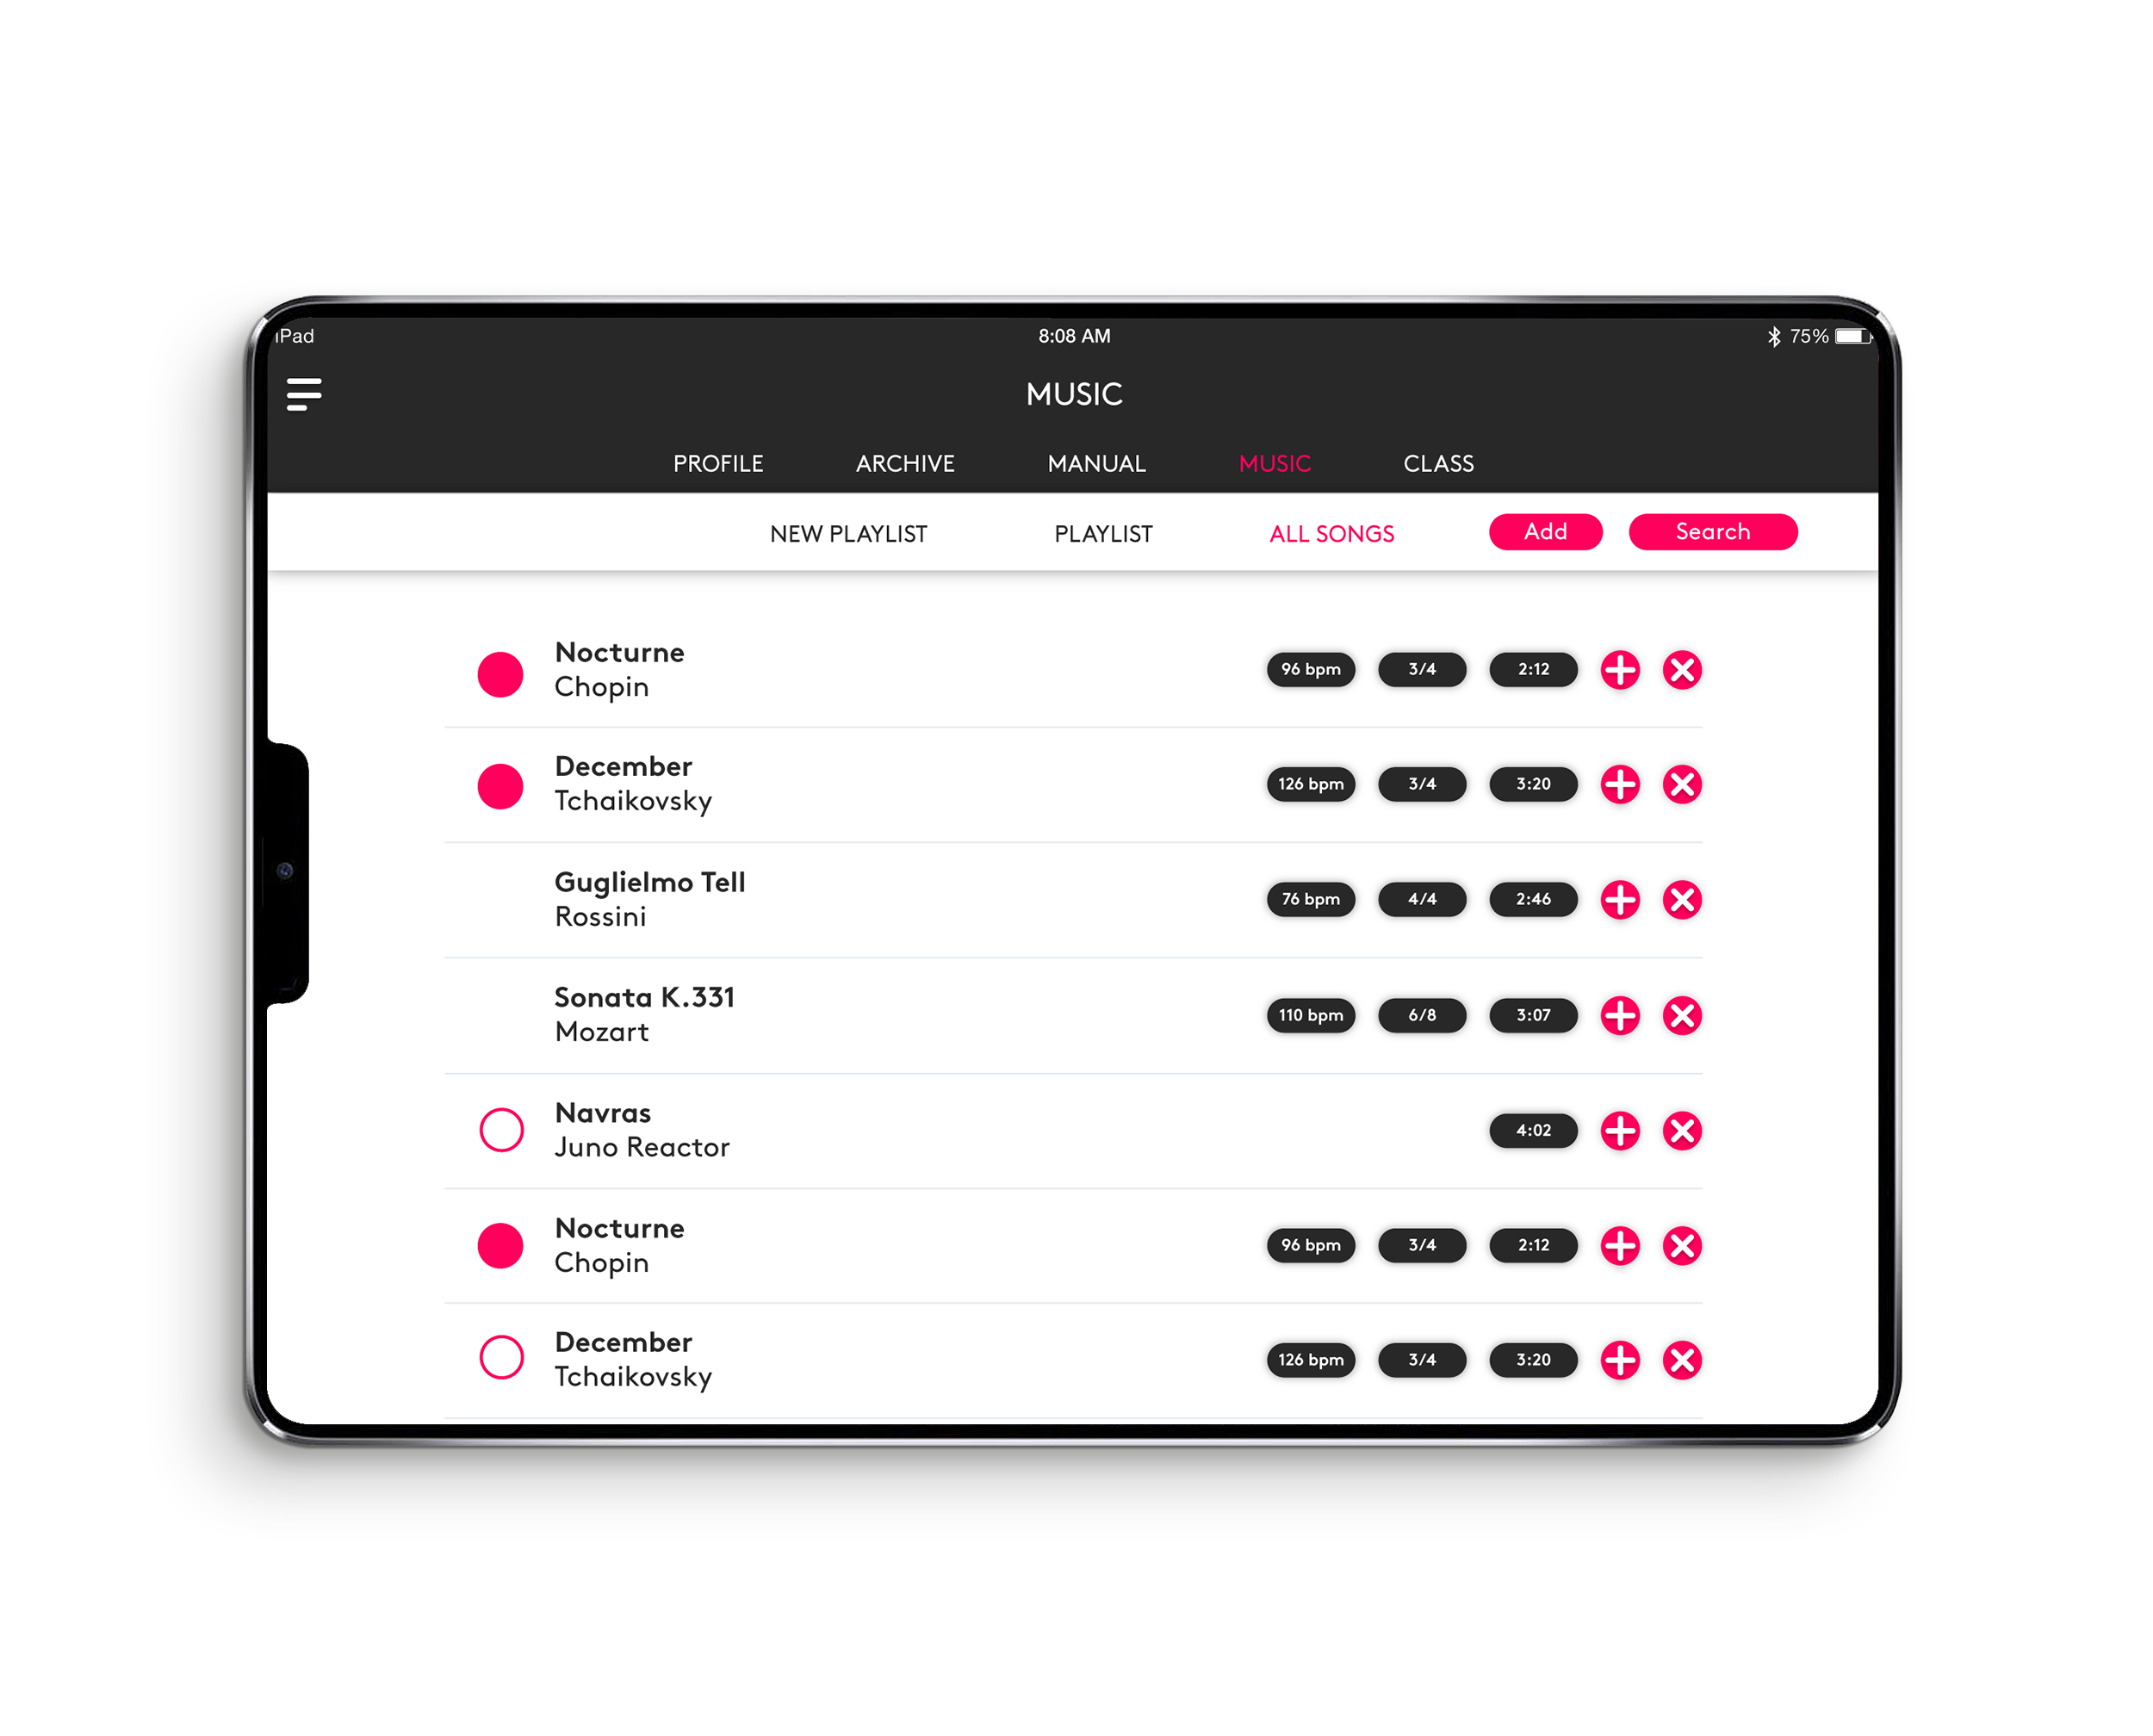 iPad 8:08 AM 75%
MUSIC
PROFILE ARCHIVE MANUAL MUSIC CLASS
NEW PLAYLIST PLAYLIST ALL SONGS Add Search
Nocturne
Chopin
96 bpm 3/4 2:12
December
Tchaikovsky
126 bpm 3/4 3:20
Guglielmo Tell
Rossini
76 bpm 4/4 2:46
Sonata K.331
Mozart
110 bpm 6/8 3:07
Navras
Juno Reactor
4:02
Nocturne
Chopin
96 bpm 3/4 2:12
December
Tchaikovsky
126 bpm 3/4 3:20